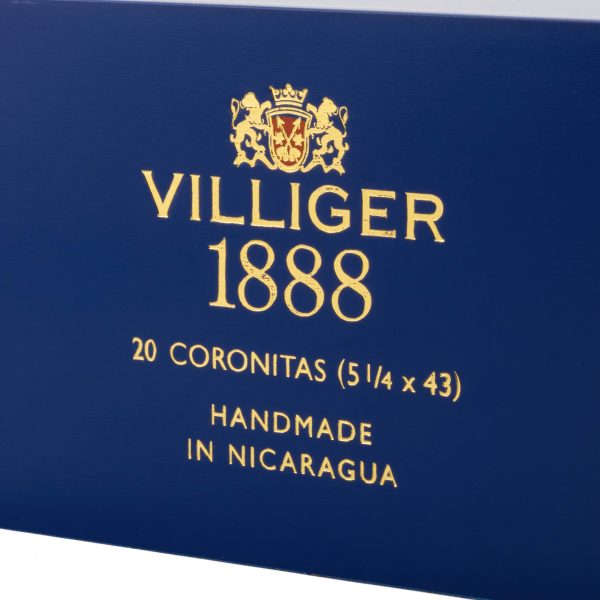 VILLIGER
1888
20 CORONITAS (5 1/4 x 43)
HANDMADE
IN NICARAGUA